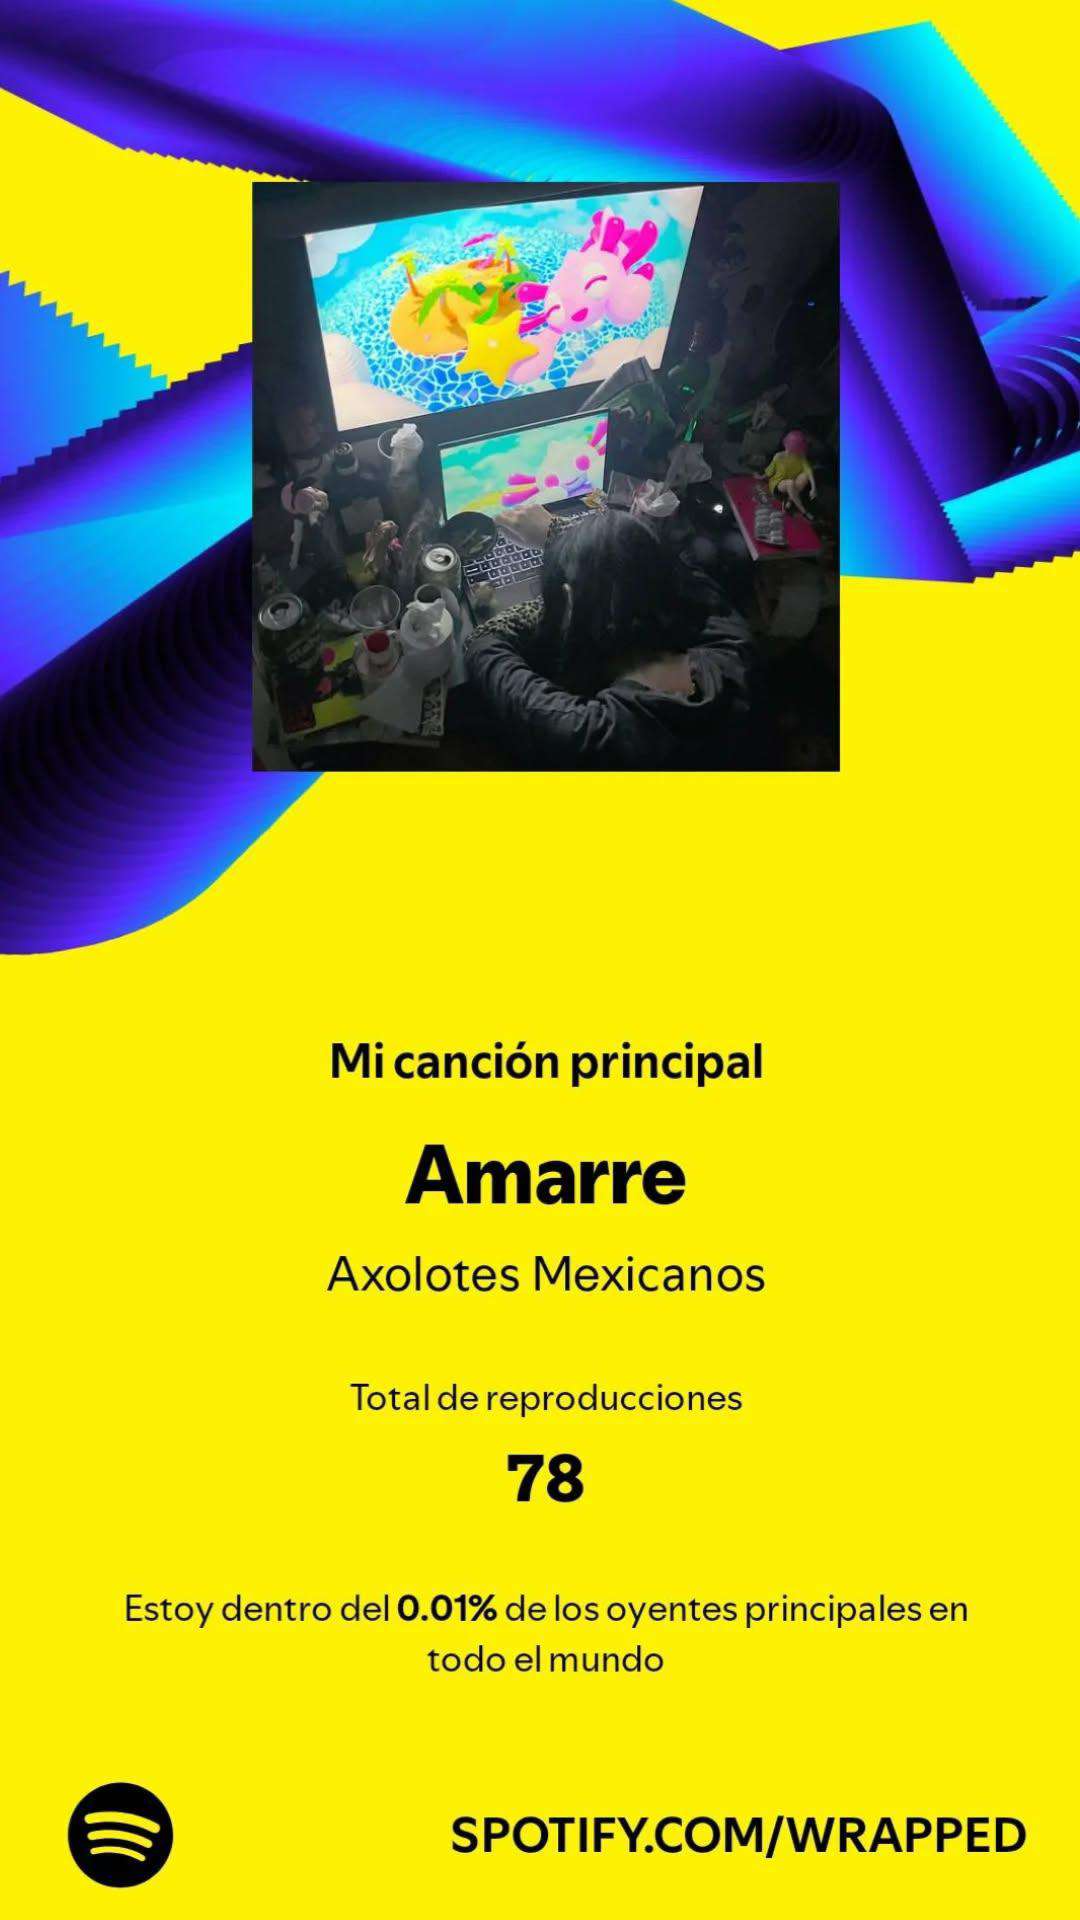 Mi canción principal
Amarre
Axolotes Mexicanos
Total de reproducciones
78
Estoy dentro del 0.01% de los oyentes principales en
todo el mundo
SPOTIFY.COM/WRAPPED